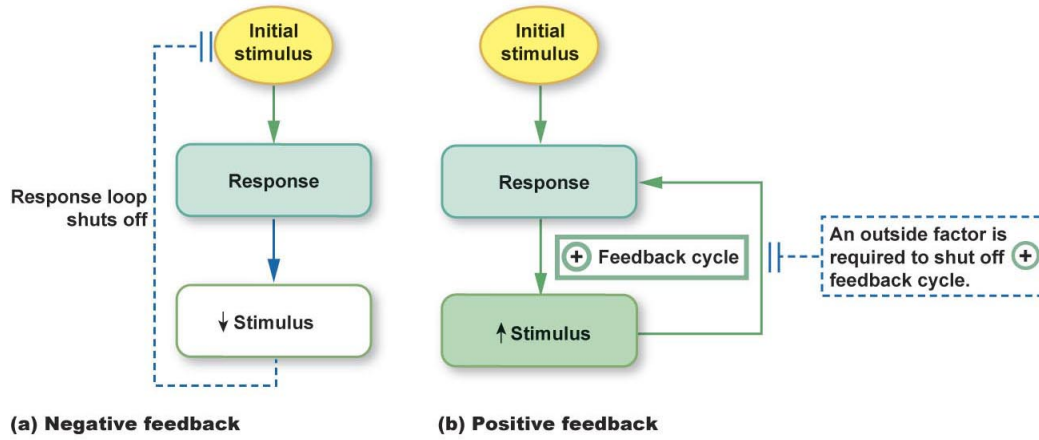 Initial
stimulus
Response
Response loop
shuts off
↓ Stimulus
(a) Negative feedback
Initial
stimulus
Response
+ Feedback cycle
↑ Stimulus
An outside factor is
required to shut off +
feedback cycle.
(b) Positive feedback